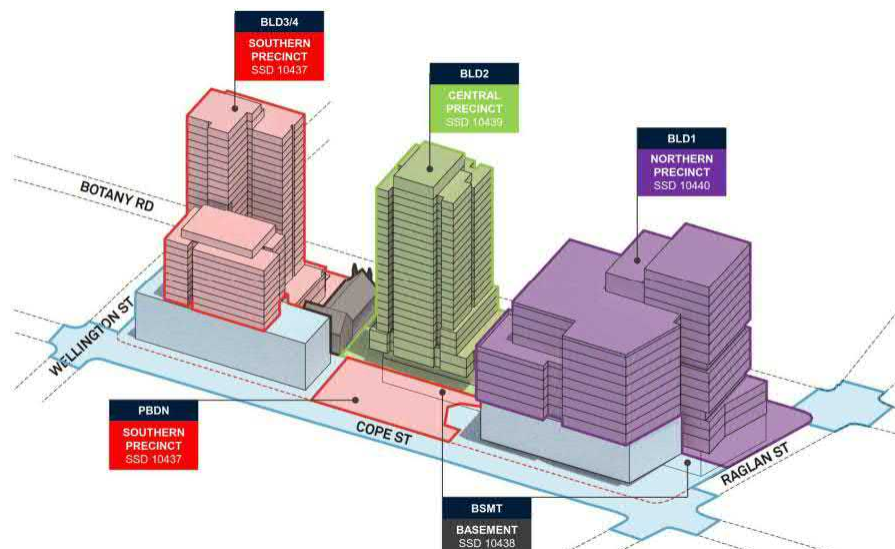 BLD3/4
SOUTHERN
PRECINCT
SSD 10437
BLD2
CENTRAL
PRECINCT
SSD 10439
BLD1
NORTHERN
PRECINCT
SSD 10440
BOTANY RD
WELLINGTON ST
PBDN
SOUTHERN
PRECINCT
SSD 10437
COPE ST
RAGLAN ST
BSMT
BASEMENT
SSD 10438